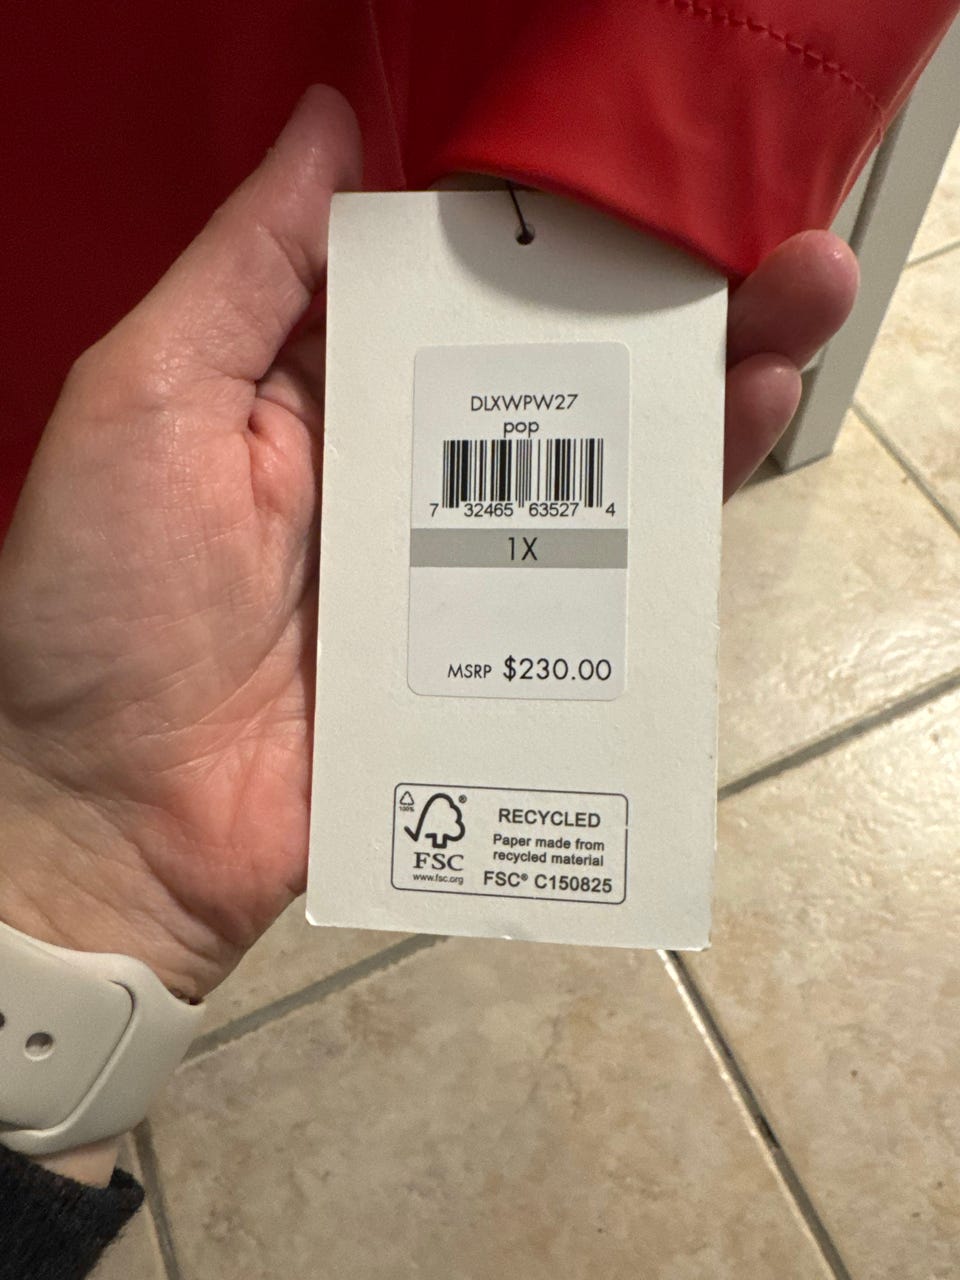 DLXWPW27
pop
7 32465 63527 4
1X
MSRP $230.00
100%
®
FSC
www.fsc.org
RECYCLED
Paper made from
recycled material
FSC® C150825